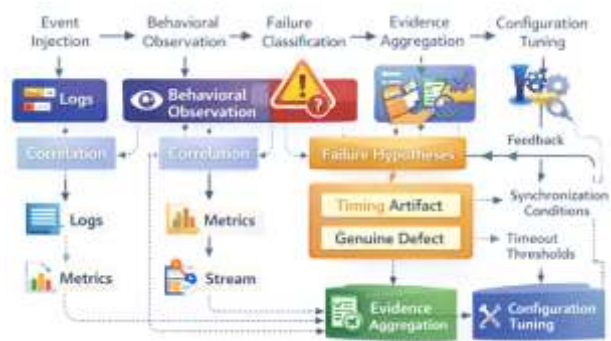 Event Injection
Behavioral Observation
Failure Classification
Evidence Aggregation
Configuration Tuning
Logs
Behavioral Observation
Correlation
Correlation
Failure Hypotheses
Feedback
Logs
Metrics
Timing Artifact
Synchronization Conditions
Genuine Defect
Timeout Thresholds
Metrics
Stream
Evidence Aggregation
Configuration Tuning